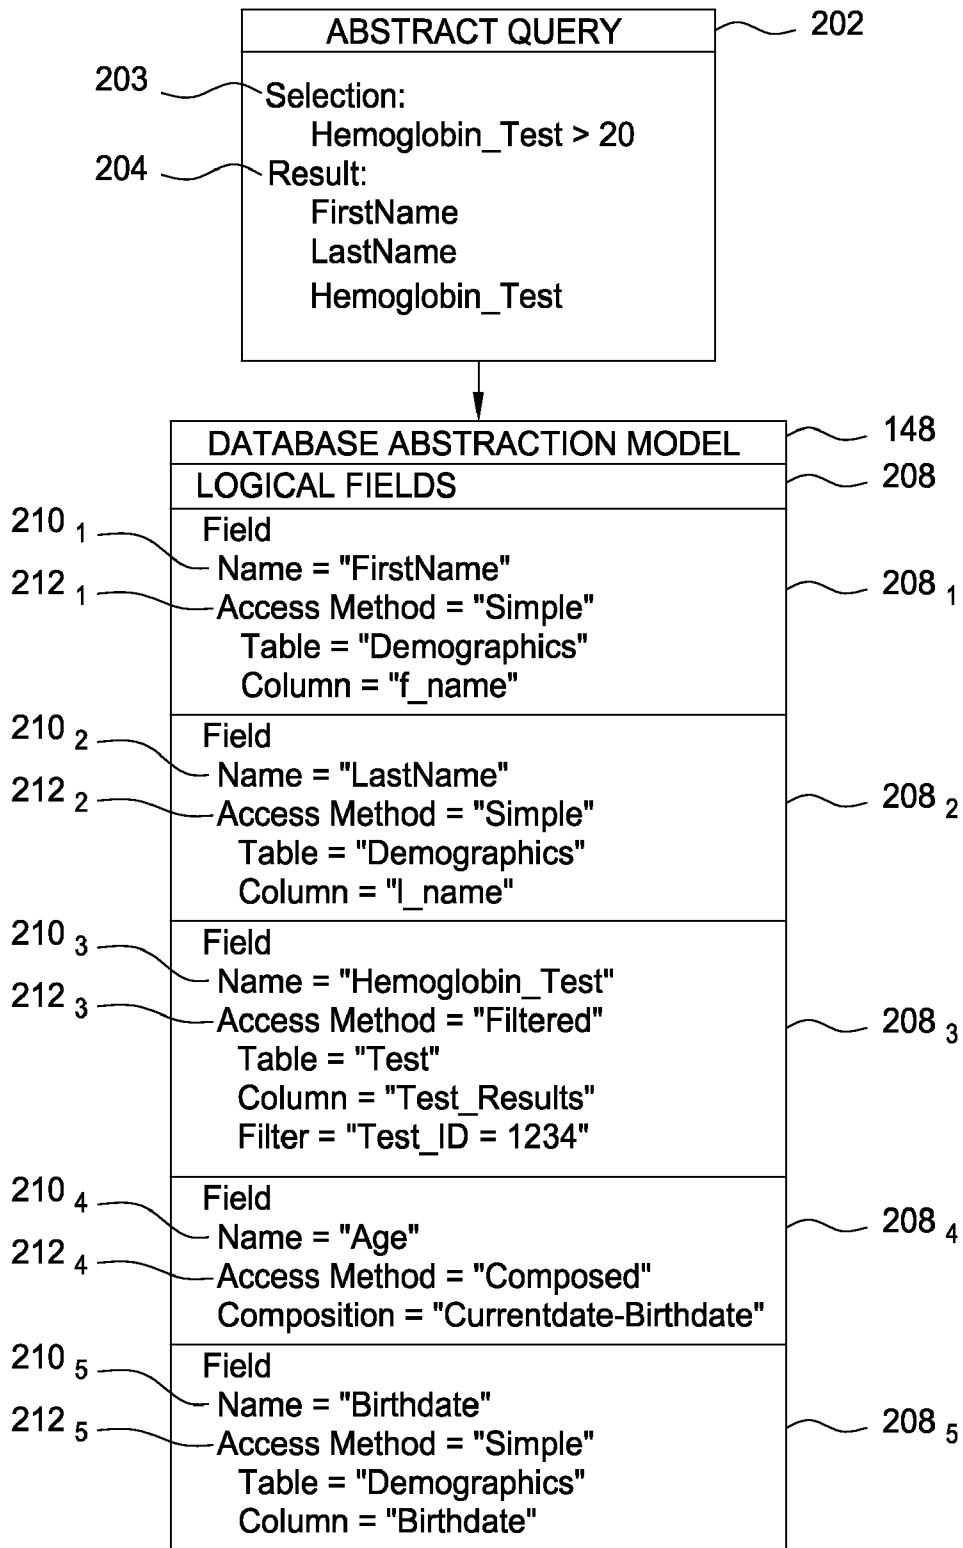 ABSTRACT QUERY
202
203
Selection:
Hemoglobin_Test > 20
204
Result:
FirstName
LastName
Hemoglobin_Test
DATABASE ABSTRACTION MODEL
148
LOGICAL FIELDS
208
Field
210 1
Name = "FirstName"
212 1
Access Method = "Simple"
208 1
Table = "Demographics"
Column = "f_name"
Field
210 2
Name = "LastName"
212 2
Access Method = "Simple"
208 2
Table = "Demographics"
Column = "l_name"
Field
210 3
Name = "Hemoglobin_Test"
212 3
Access Method = "Filtered"
208 3
Table = "Test"
Column = "Test_Results"
Filter = "Test_ID = 1234"
Field
210 4
Name = "Age"
208 4
212 4
Access Method = "Composed"
Composition = "Currentdate-Birthdate"
Field
210 5
Name = "Birthdate"
212 5
Access Method = "Simple"
208 5
Table = "Demographics"
Column = "Birthdate"